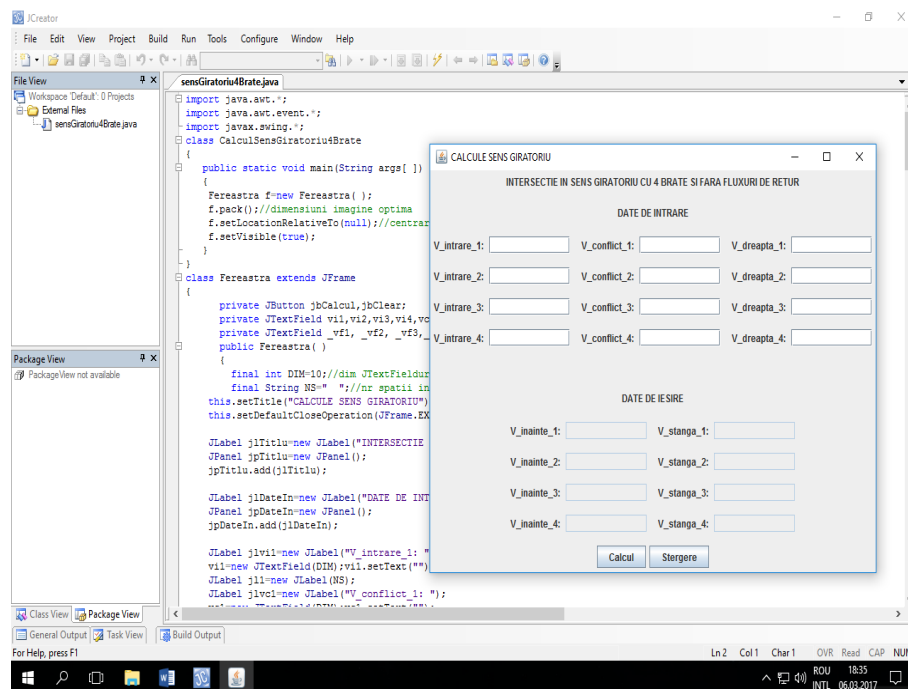 JCreator
File Edit View Project Build Run Tools Configure Window Help
File View
Workspace 'Default': 0 Projects
External Files
sensGiratoriu4Brate.java
Package View
PackageView not available
Class View Package View
sensGiratoriu4Brate.java
import java.awt.*;
import java.awt.event.*;
import javax.swing.*;
class CalculSensGiratoriu4Brate
{
public static void main(String args[ ])
{
Fereastra f=new Fereastra( );
f.pack();//dimensiuni imagine optima
f.setLocationRelativeTo(null);//centrar
f.setVisible(true);
}
}
class Fereastra extends JFrame
{
private JButton jbCalcul,jbClear;
private JTextField vi1,vi2,vi3,vi4,vc
private JTextField _vf1, _vf2, _vf3,
public Fereastra( )
{
final int DIM=10;//dim JTextFieldur
final String NS="  ";//nr spatii in
this.setTitle("CALCULE SENS GIRATORIU")
this.setDefaultCloseOperation(JFrame.EX
JLabel jlTitlu=new JLabel("INTERSECTIE
JPanel jpTitlu=new JPanel();
jpTitlu.add(jlTitlu);
JLabel jlDateIn=new JLabel("DATE DE INT
JPanel jpDateIn=new JPanel();
jpDateIn.add(jlDateIn);
JLabel jlvi1=new JLabel("V_intrare_1: "
vi1=new JTextField(DIM);vi1.setText("")
JLabel jl1=new JLabel(NS);
JLabel jlvc1=new JLabel("V_conflict_1: ");
CALCULE SENS GIRATORIU
INTERSECTIE IN SENS GIRATORIU CU 4 BRATE SI FARA FLUXURI DE RETUR
DATE DE INTRARE
V_intrare_1: V_conflict_1: V_dreapta_1:
V_intrare_2: V_conflict_2: V_dreapta_2:
V_intrare_3: V_conflict_3: V_dreapta_3:
V_intrare_4: V_conflict_4: V_dreapta_4:
DATE DE IESIRE
V_inainte_1: V_stanga_1:
V_inainte_2: V_stanga_2:
V_inainte_3: V_stanga_3:
V_inainte_4: V_stanga_4:
Calcul Stergere
General Output Task View Build Output
For Help, press F1 Ln 2 Col 1 Char 1 OVR Read CAP NUM
ROU 18:35
INTL 06.03.2017